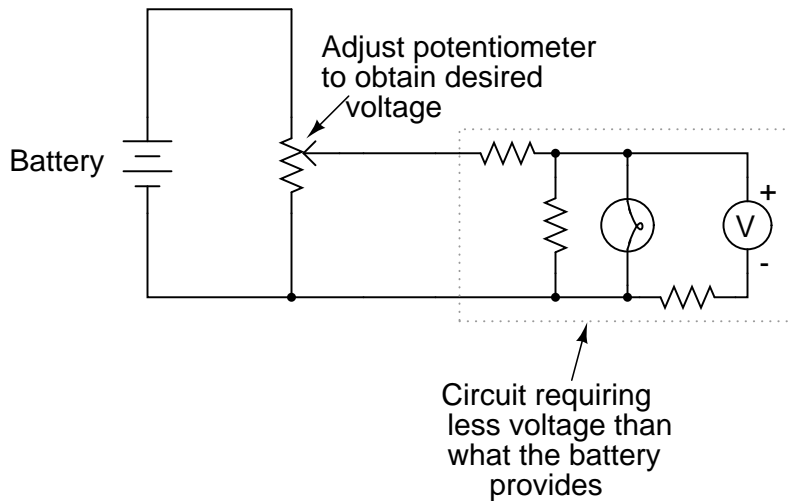 Adjust potentiometer
to obtain desired
voltage
Battery
+
V
-
Circuit requiring
less voltage than
what the battery
provides